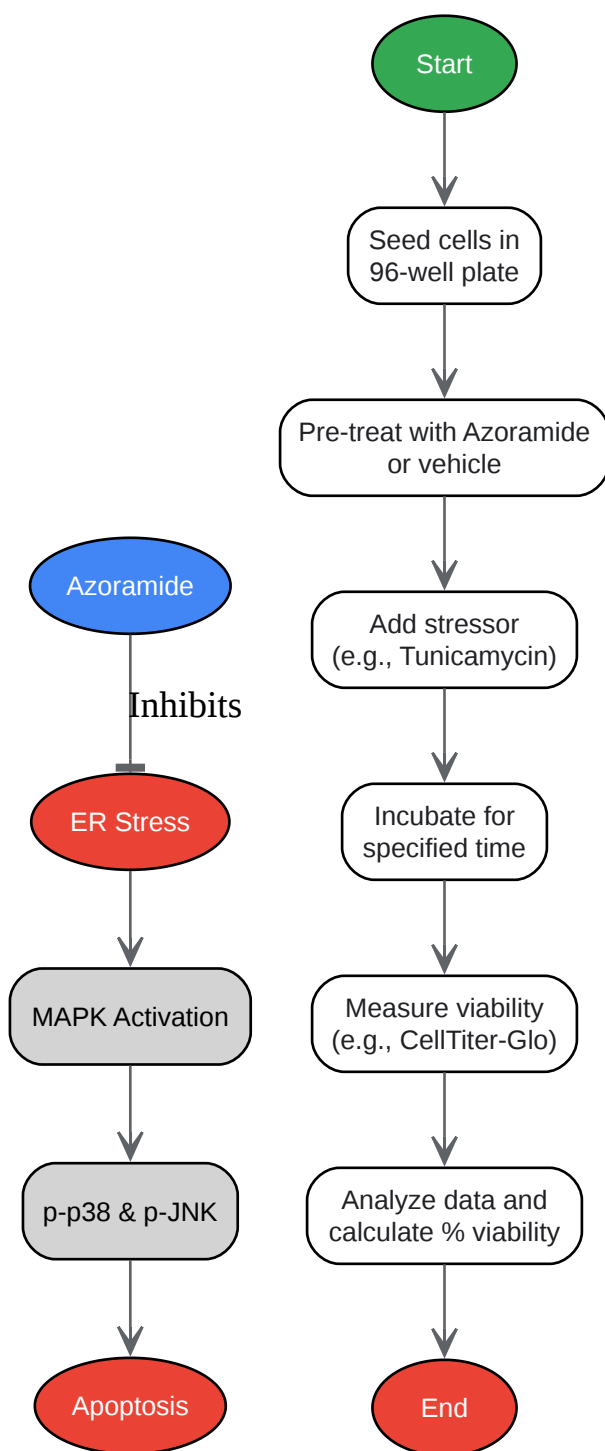 Start
Seed cells in
96-well plate
Pre-treat with Azoramide
or vehicle
Add stressor
(e.g., Tunicamycin)
Incubate for
specified time
Measure viability
(e.g., CellTiter-Glo)
Analyze data and
calculate % viability
End
Azoramide
Inhibits
ER Stress
MAPK Activation
p-p38 & p-JNK
Apoptosis